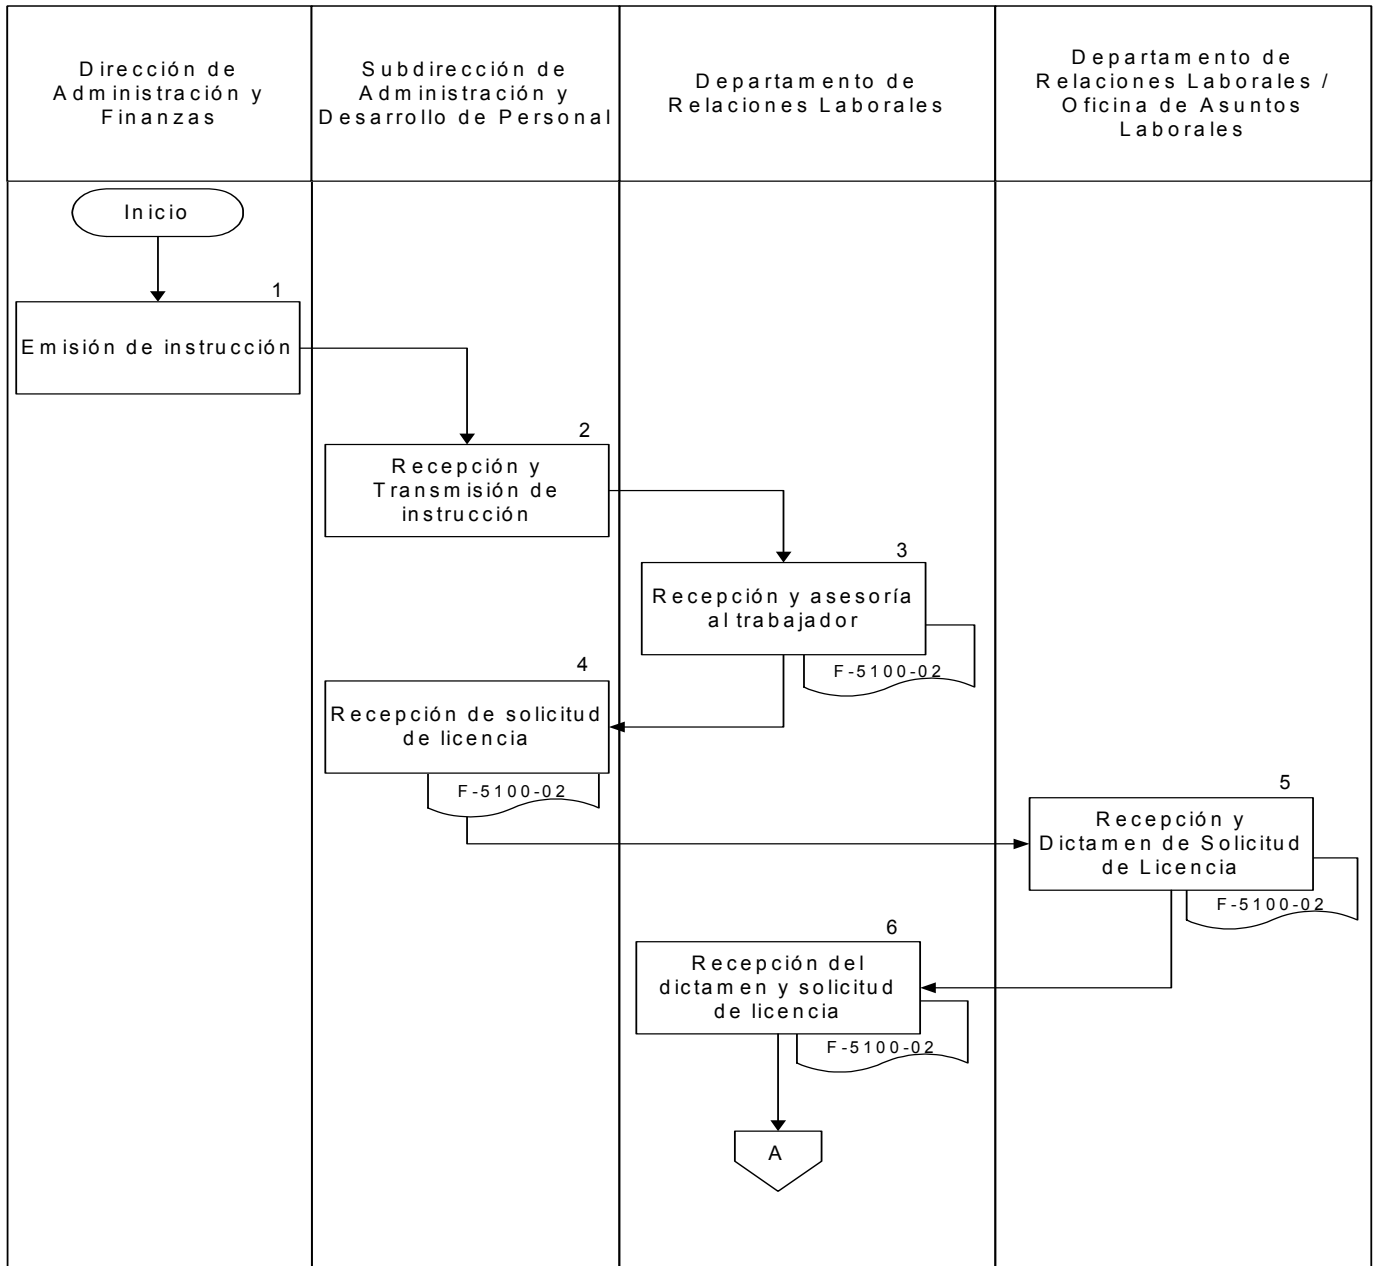 Dirección de
Administración y
Finanzas
Subdirección de
Administración y
Desarrollo de Personal
Departamento de
Relaciones Laborales
Departamento de
Relaciones Laborales /
Oficina de Asuntos
Laborales
Inicio
1
Emisión de instrucción
2
Recepción y
Transmisión de
instrucción
3
Recepción y asesoría
al trabajador
F-5100-02
4
Recepción de solicitud
de licencia
F-5100-02
5
Recepción y
Dictamen de Solicitud
de Licencia
F-5100-02
6
Recepción del
dictamen y solicitud
de licencia
F-5100-02
A